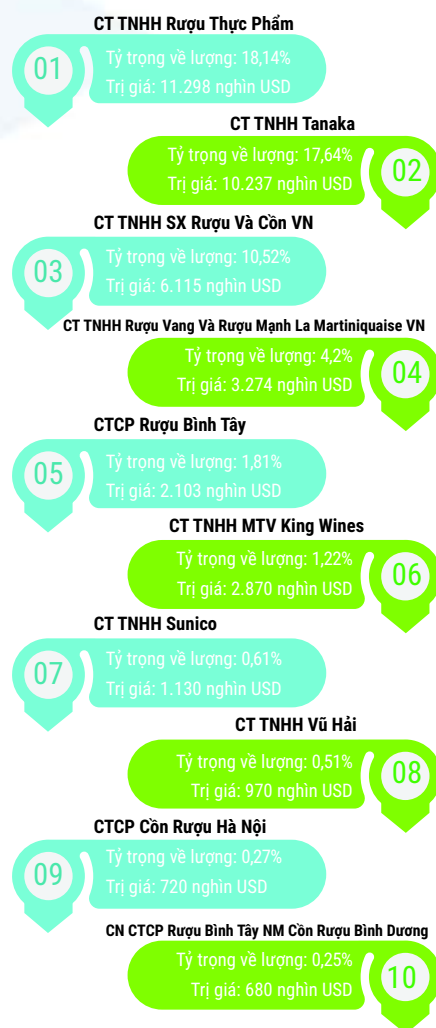 CT TNHH Rượu Thực Phẩm
01
Tỷ trọng về lượng: 18,14%
Trị giá: 11.298 nghìn USD
CT TNHH Tanaka
Tỷ trọng về lượng: 17,64%
Trị giá: 10.237 nghìn USD
02
CT TNHH SX Rượu Và Cồn VN
03
Tỷ trọng về lượng: 10,52%
Trị giá: 6.115 nghìn USD
CT TNHH Rượu Vang Và Rượu Mạnh La Martiniquaise VN
Tỷ trọng về lượng: 4,2%
Trị giá: 3.274 nghìn USD
04
CTCP Rượu Bình Tây
05
Tỷ trọng về lượng: 1,81%
Trị giá: 2.103 nghìn USD
CT TNHH MTV King Wines
Tỷ trọng về lượng: 1,22%
Trị giá: 2.870 nghìn USD
06
CT TNHH Sunico
07
Tỷ trọng về lượng: 0,61%
Trị giá: 1.130 nghìn USD
CT TNHH Vũ Hải
Tỷ trọng về lượng: 0,51%
Trị giá: 970 nghìn USD
08
CTCP Cồn Rượu Hà Nội
09
Tỷ trọng về lượng: 0,27%
Trị giá: 720 nghìn USD
CN CTCP Rượu Bình Tây NM Cồn Rượu Bình Dương
Tỷ trọng về lượng: 0,25%
Trị giá: 680 nghìn USD
10